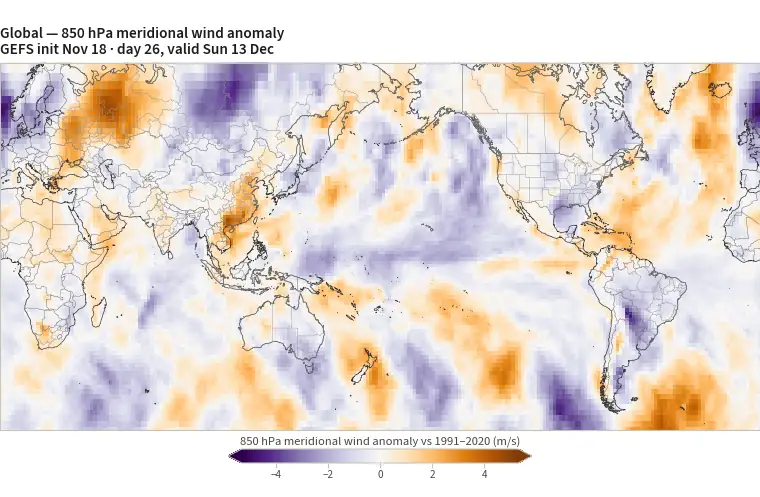 Global — 850 hPa meridional wind anomaly
GEFS init Nov 18 · day 26, valid Sun 13 Dec
850 hPa meridional wind anomaly vs 1991–2020 (m/s)
−4 −2 0 2 4